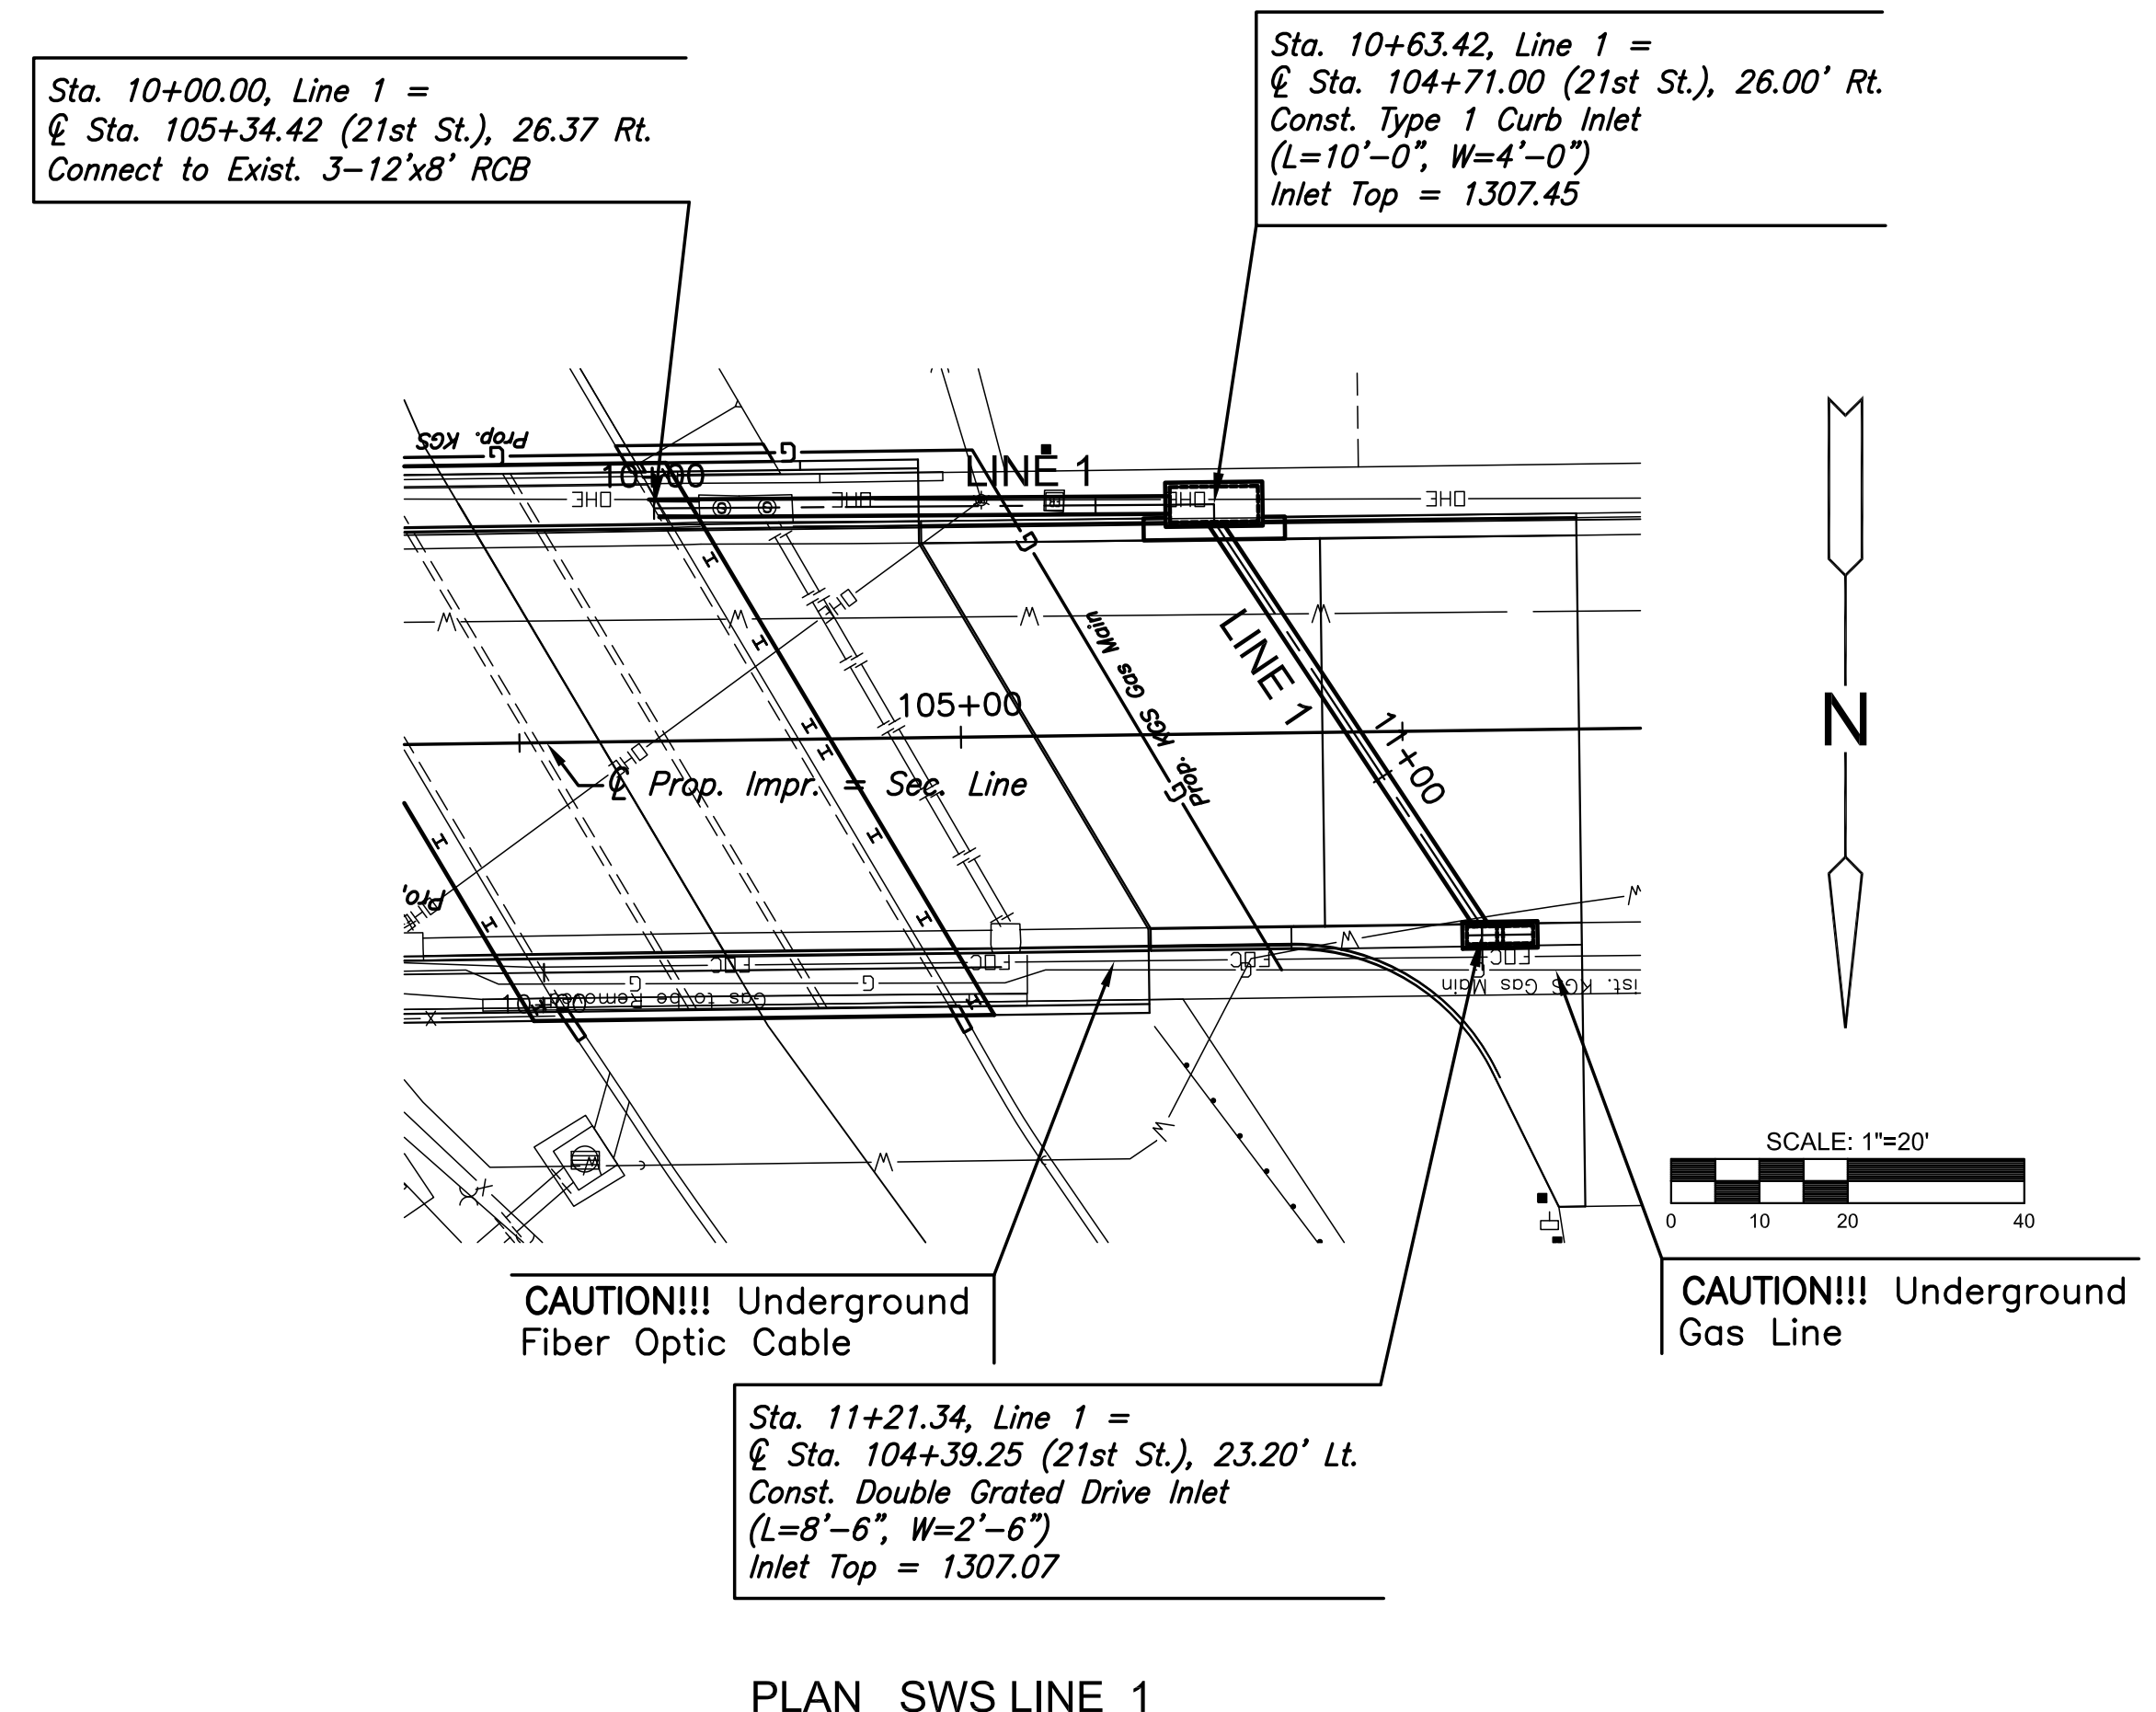 Sta. 10+00.00, Line 1 =
℄ Sta. 105+34.42 (21st St.), 26.37 Rt.
Connect to Exist. 3-12'x8' RCB
Sta. 10+63.42, Line 1 =
℄ Sta. 104+71.00 (21st St.), 26.00' Rt.
Const. Type 1 Curb Inlet
(L=10'-0", W=4'-0")
Inlet Top = 1307.45
Prop. KGS
G
G
10+00
LINE 1
OHE
OHE
OHE
OHE
G
OHE
W
W
W
W
Prop. KGS Gas Main
G
LINE 1
11+00
105+00
OHE
℄ Prop. Impr. = Sec. Line
N
Pro
OHE
W
W
FOC
FOC
FOC
FOC
G
G
G
G
Gas to be Removed
ist. KGS Gas Main
X
W
W
W
SCALE: 1"=20'
0 10 20 40
CAUTION!!! Underground
Fiber Optic Cable
CAUTION!!! Underground
Gas Line
Sta. 11+21.34, Line 1 =
℄ Sta. 104+39.25 (21st St.), 23.20' Lt.
Const. Double Grated Drive Inlet
(L=8'-6", W=2'-6")
Inlet Top = 1307.07
PLAN SWS LINE 1